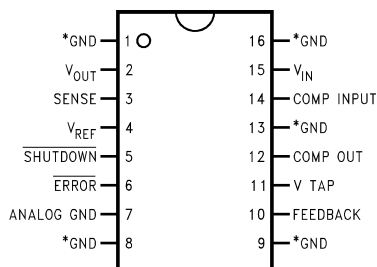 *GND 1 16 *GND
VOUT 2 15 VIN
SENSE 3 14 COMP INPUT
VREF 4 13 *GND
SHUTDOWN 5 12 COMP OUT
ERROR 6 11 V TAP
ANALOG GND 7 10 FEEDBACK
*GND 8 9 *GND